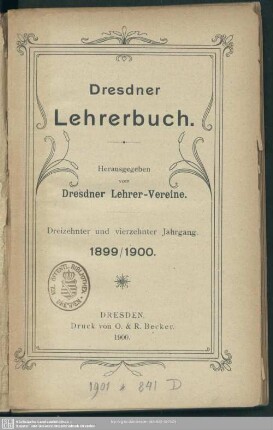 Dresdner
Lehrerbuch.
Herausgegeben
vom
Dresdner Lehrer-Vereine.
Dreizehnter und vierzehnter Jahrgang.
1899/1900.
DRESDEN.
Druck von O. & R. Becker.
1900.
1901 * 841 D